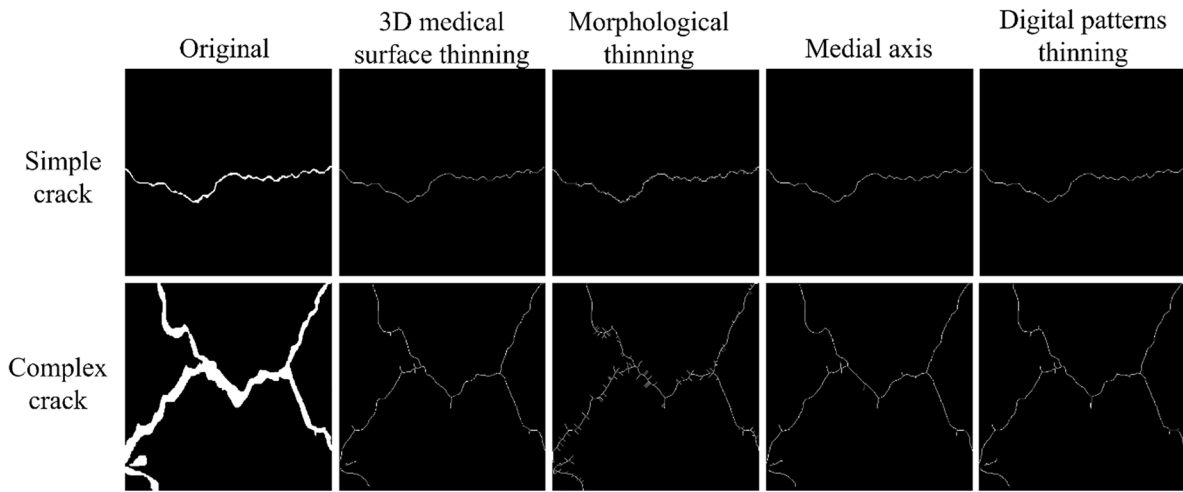 Original
3D medical
surface thinning
Morphological
thinning
Medial axis
Digital patterns
thinning
Simple
crack
Complex
crack